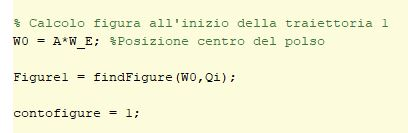 % Calcolo figura all'inizio della traiettoria 1
W0 = A*W_E; %Posizione centro del polso
Figure1 = findFigure(W0,Qi);
contofigure = 1;